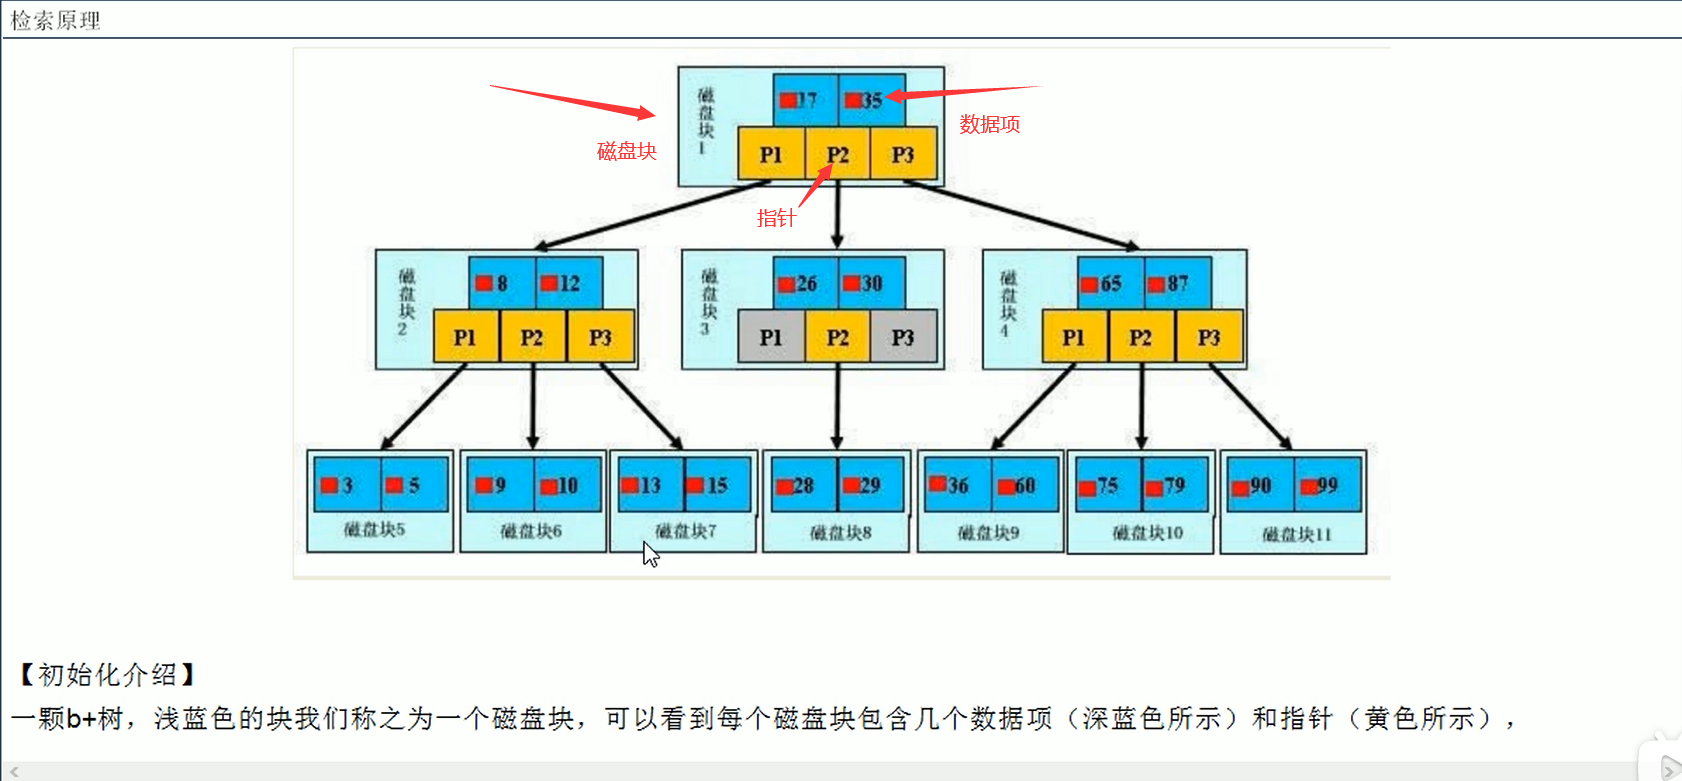 检索原理
磁盘块1
17 35
P1 P2 P3
磁盘块
数据项
指针
磁盘块2
8 12
P1 P2 P3
磁盘块3
26 30
P1 P2 P3
磁盘块4
65 87
P1 P2 P3
3 5
磁盘块5
9 10
磁盘块6
13 15
磁盘块7
28 29
磁盘块8
36 60
磁盘块9
75 79
磁盘块10
90 99
磁盘块11
【初始化介绍】
一颗b+树，浅蓝色的块我们称之为一个磁盘块，可以看到每个磁盘块包含几个数据项（深蓝色所示）和指针（黄色所示），